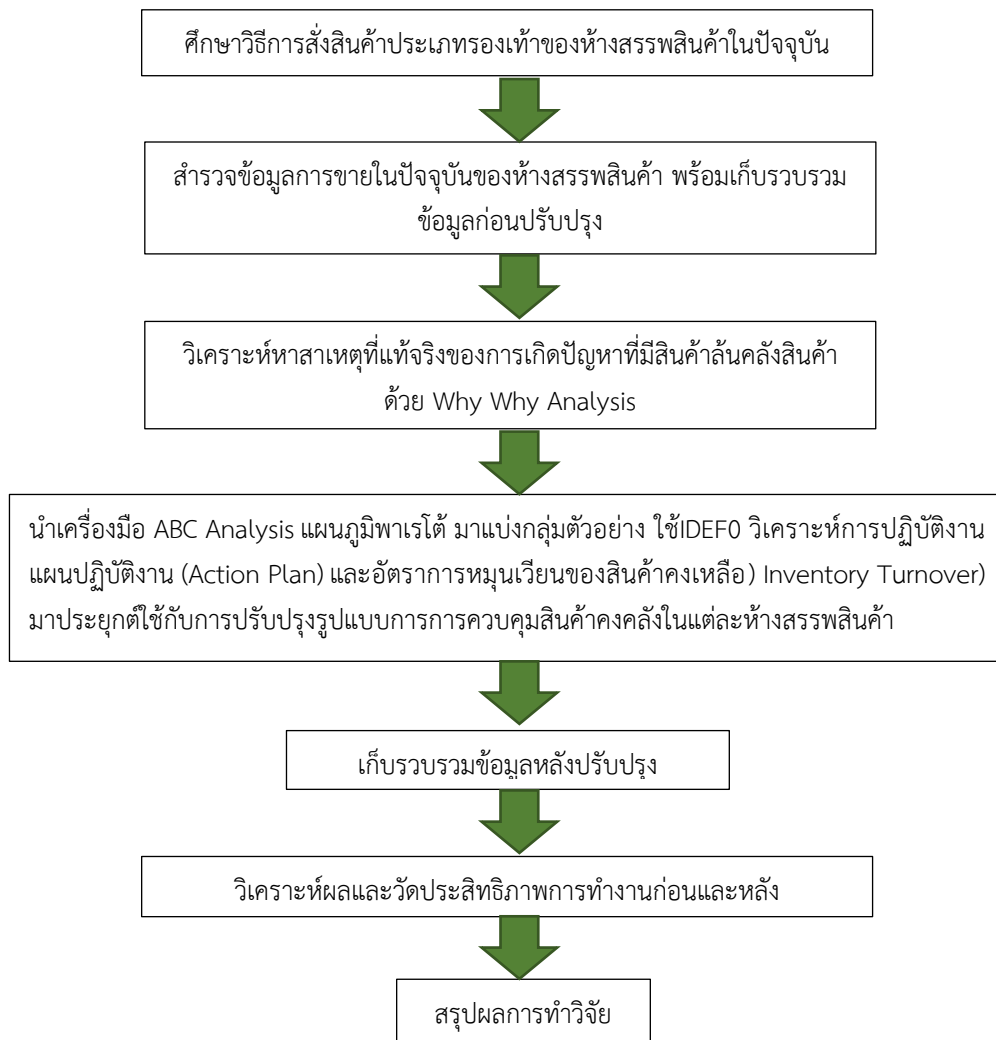 ศึกษาวิธีการสั่งสินค้าประเภทรองเท้าของห้างสรรพสินค้าในปัจจุบัน
สำรวจข้อมูลการขายในปัจจุบันของห้างสรรพสินค้า พร้อมเก็บรวบรวม
ข้อมูลก่อนปรับปรุง
วิเคราะห์หาสาเหตุที่แท้จริงของการเกิดปัญหาที่มีสินค้าล้นคลังสินค้า
ด้วย Why Why Analysis
นำเครื่องมือ ABC Analysis แผนภูมิพาเรโต้ มาแบ่งกลุ่มตัวอย่าง ใช้IDEF0 วิเคราะห์การปฏิบัติงาน
แผนปฏิบัติงาน (Action Plan) และอัตราการหมุนเวียนของสินค้าคงเหลือ) Inventory Turnover)
มาประยุกต์ใช้กับการปรับปรุงรูปแบบการการควบคุมสินค้าคงคลังในแต่ละห้างสรรพสินค้า
เก็บรวบรวมข้อมูลหลังปรับปรุง
วิเคราะห์ผลและวัดประสิทธิภาพการทำงานก่อนและหลัง
สรุปผลการทำวิจัย